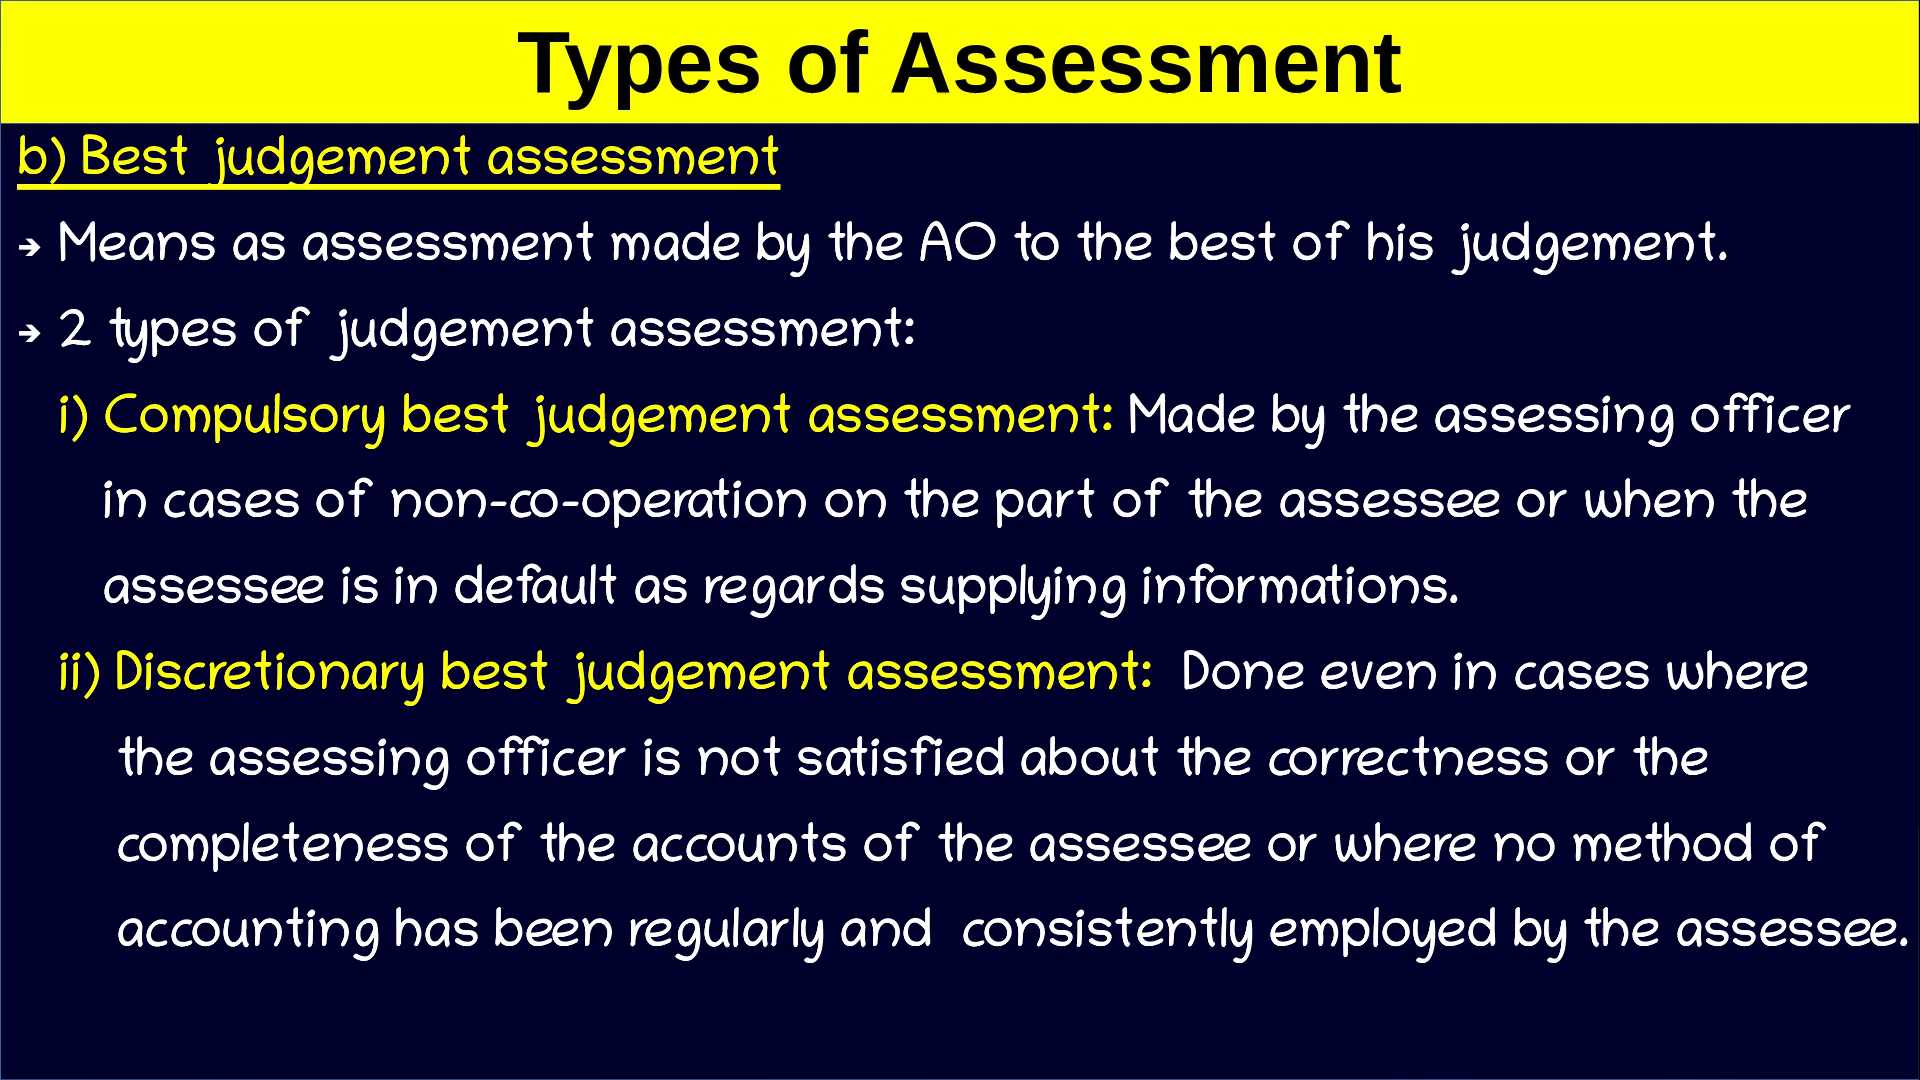 Types of Assessment
b) Best judgement assessment
➔ Means as assessment made by the AO to the best of his judgement.
➔ 2 types of judgement assessment:
i) Compulsory best judgement assessment: Made by the assessing officer
in cases of non-co-operation on the part of the assessee or when the
assessee is in default as regards supplying informations.
ii) Discretionary best judgement assessment: Done even in cases where
the assessing officer is not satisfied about the correctness or the
completeness of the accounts of the assessee or where no method of
accounting has been regularly and consistently employed by the assessee.